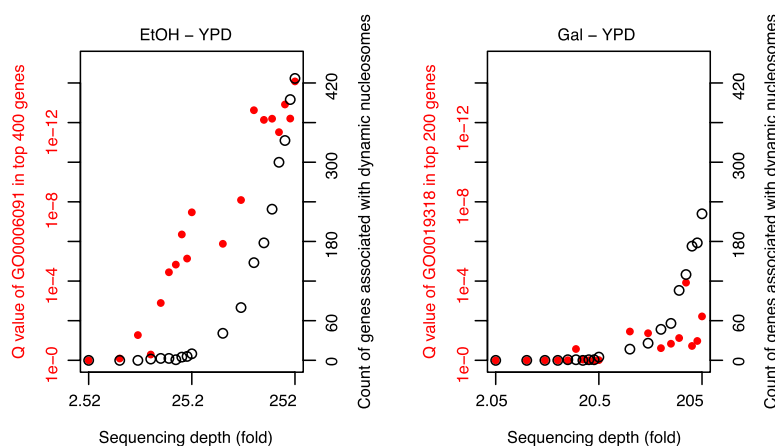 EtOH − YPD
Q value of GO0006091 in top 400 genes
1e−12
1e−8
1e−4
1e−0
420
300
180
60
0
Count of genes associated with dynamic nucleosomes
2.52
25.2
252
Sequencing depth (fold)
Gal − YPD
Q value of GO0019318 in top 200 genes
1e−12
1e−8
1e−4
1e−0
420
300
180
60
0
Count of genes associated with dynamic nucleosomes
2.05
20.5
205
Sequencing depth (fold)